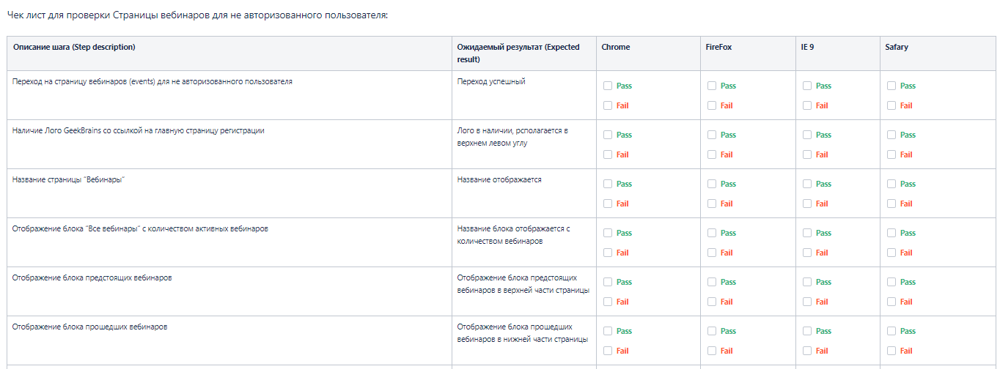 Чек лист для проверки Страницы вебинаров для не авторизованного пользователя:
Описание шага (Step description)
Ожидаемый результат (Expected
result)
Chrome
FireFox
IE 9
Safary
Переход на страницу вебинаров (events) для не авторизованного пользователя
Переход успешный
Pass
Pass
Pass
Pass
Fail
Fail
Fail
Fail
Наличие Лого GeekBrains со ссылкой на главную страницу регистрации
Лого в наличии, рсполагается в
верхнем левом углу
Pass
Pass
Pass
Pass
Fail
Fail
Fail
Fail
Название страницы "Вебинары"
Название отображается
Pass
Pass
Pass
Pass
Fail
Fail
Fail
Fail
Отображение блока "Все вебинары" с количеством активных вебинаров
Название блока отображается с
количеством вебинаров
Pass
Pass
Pass
Pass
Fail
Fail
Fail
Fail
Отображение блока предстоящих вебинаров
Отображение блока предстоящих
вебинаров в верхней части страницы
Pass
Pass
Pass
Pass
Fail
Fail
Fail
Fail
Отображение блока прошедших вебинаров
Отображение блока прошедших
вебинаров в нижней части страницы
Pass
Pass
Pass
Pass
Fail
Fail
Fail
Fail